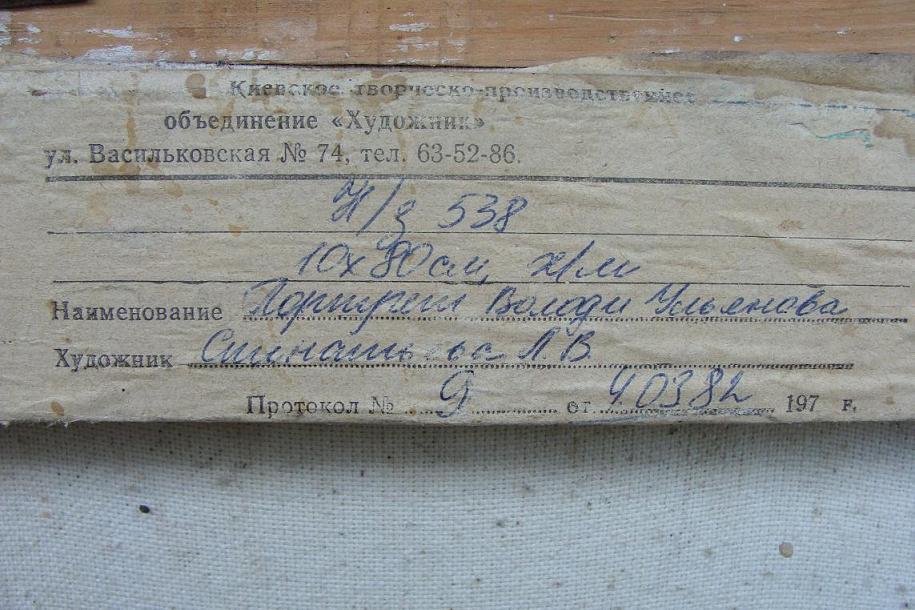 Киевское творческо-производственное
объединение «Художник»
ул. Васильковская № 74, тел. 63-52-86.
Н/з 538
10х80см, х/м
Наименование Портрет Володи Ульянова
Художник Л. В.
Протокол № 9 от 4.03 82 197 г.